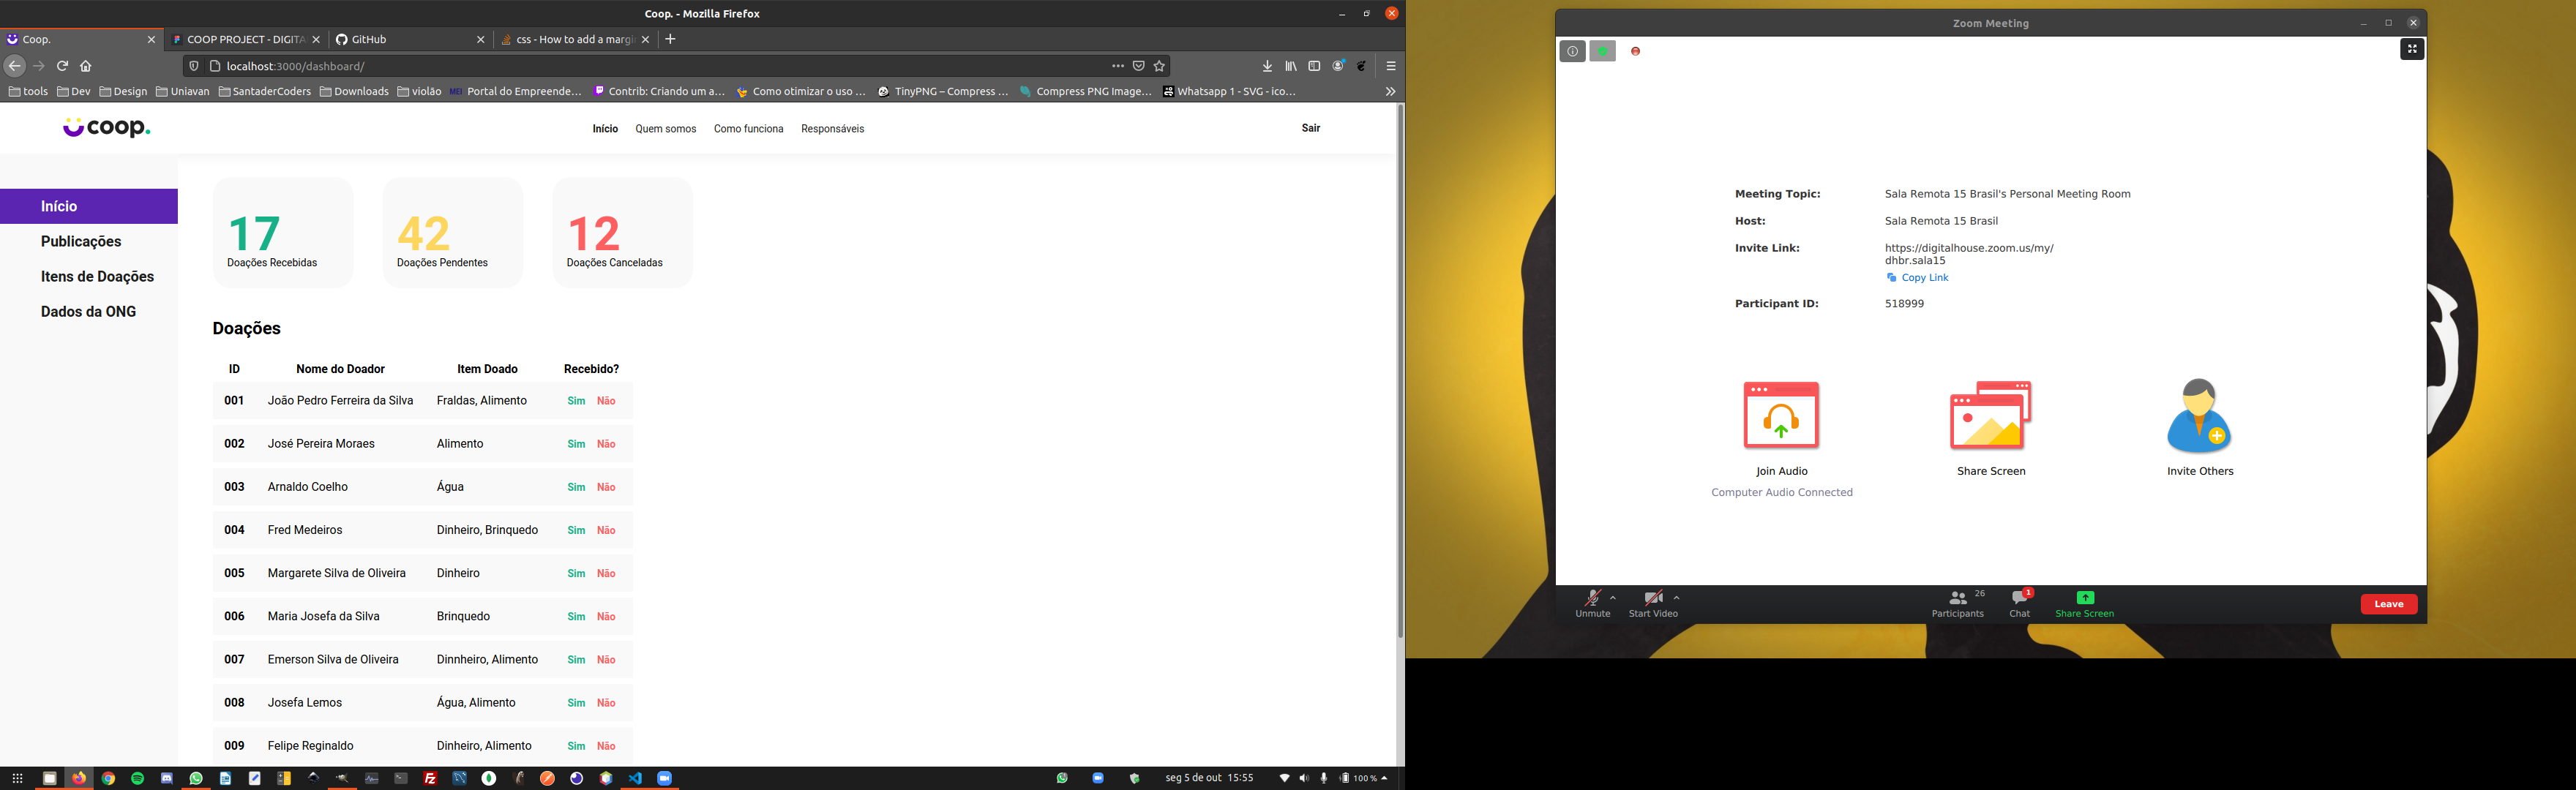 Coop. - Mozilla Firefox
Coop.
COOP PROJECT - DIGITA
GitHub
css - How to add a margi
localhost:3000/dashboard/
tools
Dev
Design
Uniavan
SantaderCoders
Downloads
violão
MEI Portal do Empreende…
Contrib: Criando um a…
Como otimizar o uso …
TinyPNG – Compress …
Compress PNG Image…
Whatsapp 1 - SVG - ico…
coop.
Início
Quem somos
Como funciona
Responsáveis
Sair
Início
Publicações
Itens de Doações
Dados da ONG
17
Doações Recebidas
42
Doações Pendentes
12
Doações Canceladas
Doações
ID Nome do Doador Item Doado Recebido?
001 João Pedro Ferreira da Silva Fraldas, Alimento Sim Não
002 José Pereira Moraes Alimento Sim Não
003 Arnaldo Coelho Água Sim Não
004 Fred Medeiros Dinheiro, Brinquedo Sim Não
005 Margarete Silva de Oliveira Dinheiro Sim Não
006 Maria Josefa da Silva Brinquedo Sim Não
007 Emerson Silva de Oliveira Dinnheiro, Alimento Sim Não
008 Josefa Lemos Água, Alimento Sim Não
009 Felipe Reginaldo Dinheiro, Alimento Sim Não
seg 5 de out 15:55
100 %
Zoom Meeting
Meeting Topic: Sala Remota 15 Brasil's Personal Meeting Room
Host: Sala Remota 15 Brasil
Invite Link: https://digitalhouse.zoom.us/my/
dhbr.sala15
Copy Link
Participant ID: 518999
Join Audio
Computer Audio Connected
Share Screen
Invite Others
Unmute
Start Video
26
Participants
1
Chat
Share Screen
Leave